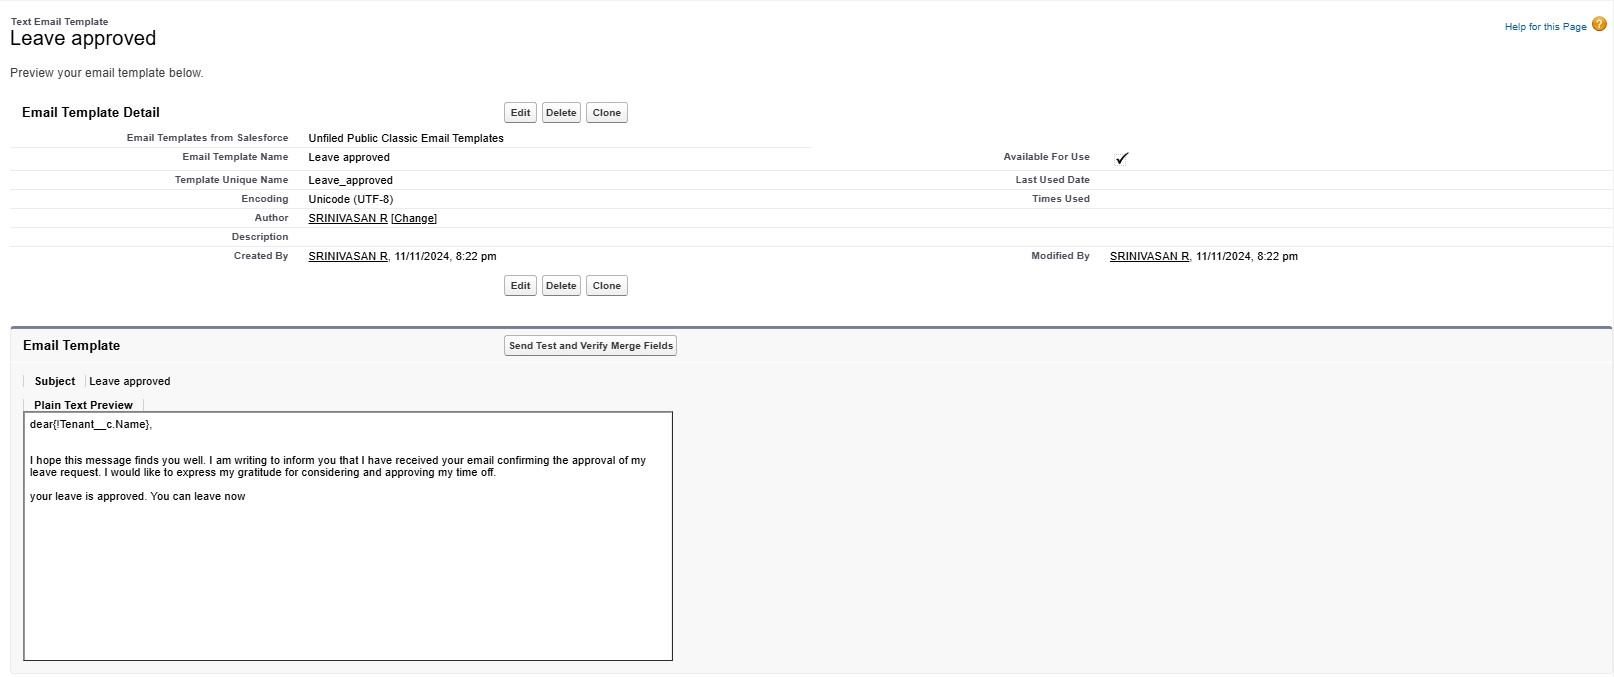 Text Email Template
Leave approved
Help for this Page ?
Preview your email template below.
Email Template Detail
Edit Delete Clone
Email Templates from Salesforce Unfiled Public Classic Email Templates
Email Template Name Leave approved Available For Use
Template Unique Name Leave_approved Last Used Date
Encoding Unicode (UTF-8) Times Used
Author SRINIVASAN R [Change]
Description
Created By SRINIVASAN R, 11/11/2024, 8:22 pm Modified By SRINIVASAN R, 11/11/2024, 8:22 pm
Edit Delete Clone
Email Template Send Test and Verify Merge Fields
Subject Leave approved
Plain Text Preview
dear{!Tenant__c.Name},
I hope this message finds you well. I am writing to inform you that I have received your email confirming the approval of my
leave request. I would like to express my gratitude for considering and approving my time off.
your leave is approved. You can leave now